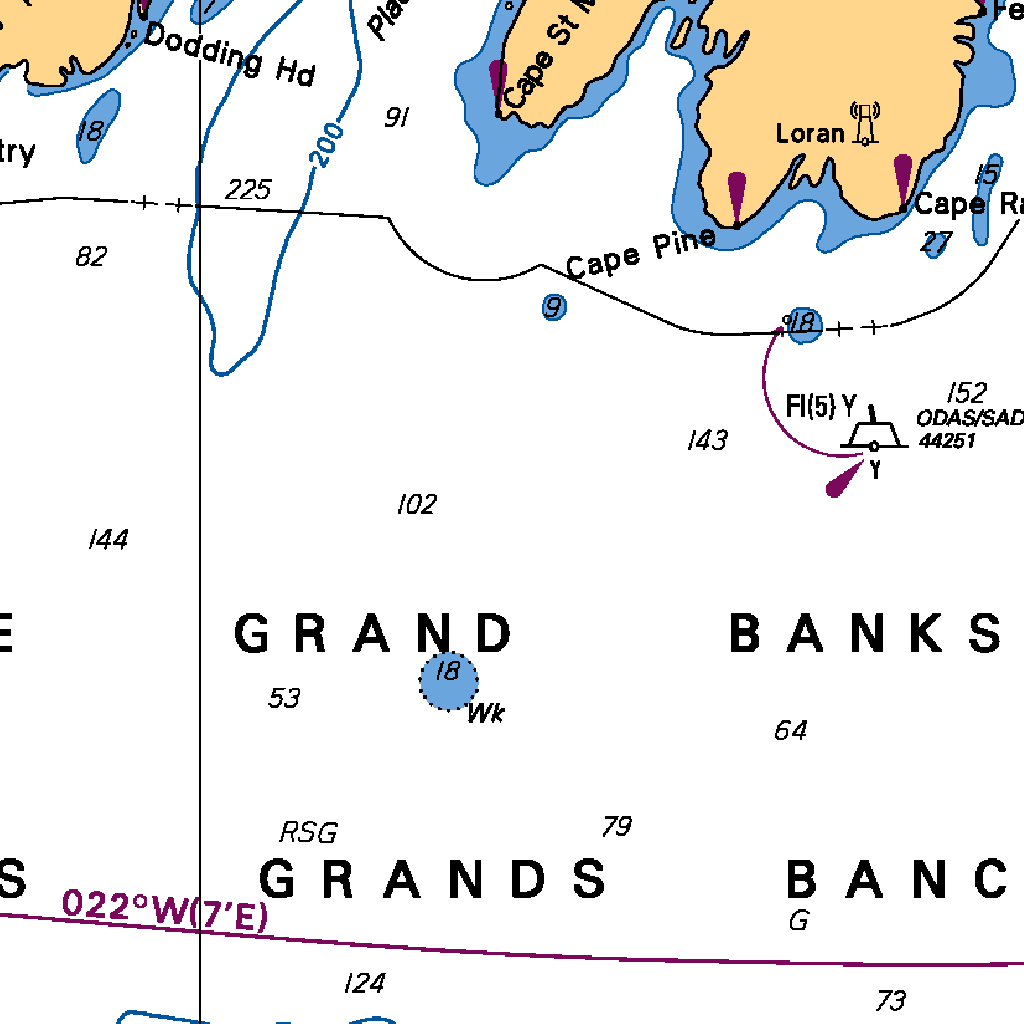 Dodding Hd
Cape St
91
200
18
Loran
try
225
15
Cape
27
82
Cape Pine
9
18
152
Fl(5) Y
ODAS/SAD
44251
143
Y
102
144
GRAND BANKS
18
53
Wk
64
RSG
79
GRANDS BANC
022°W(7'E)
G
124
73